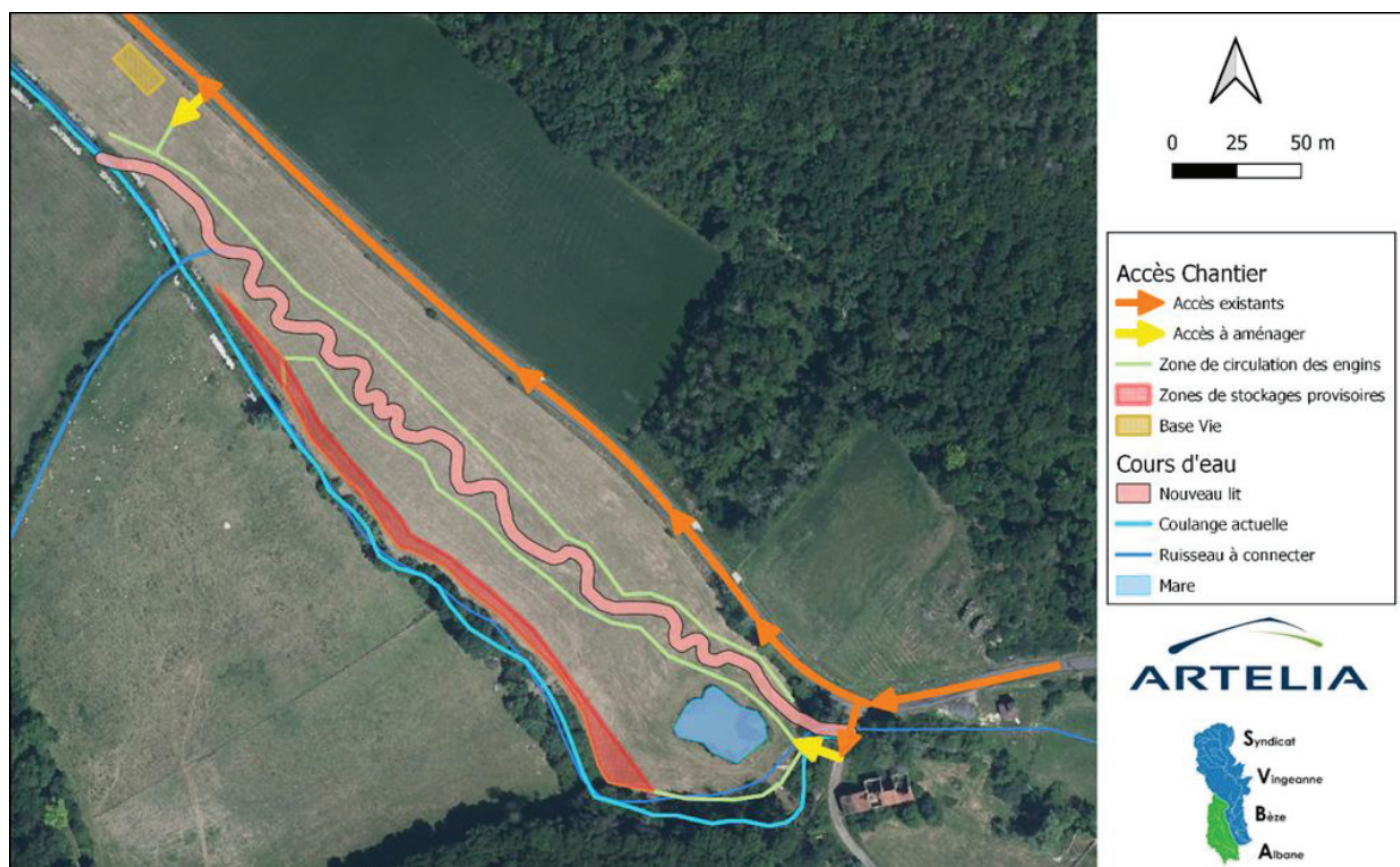 0 25 50 m
Accès Chantier
Accès existants
Accès à aménager
Zone de circulation des engins
Zones de stockages provisoires
Base Vie
Cours d'eau
Nouveau lit
Coulange actuelle
Ruisseau à connecter
Mare
ARTELIA
Syndicat
Vingeanne
Bèze
Albane